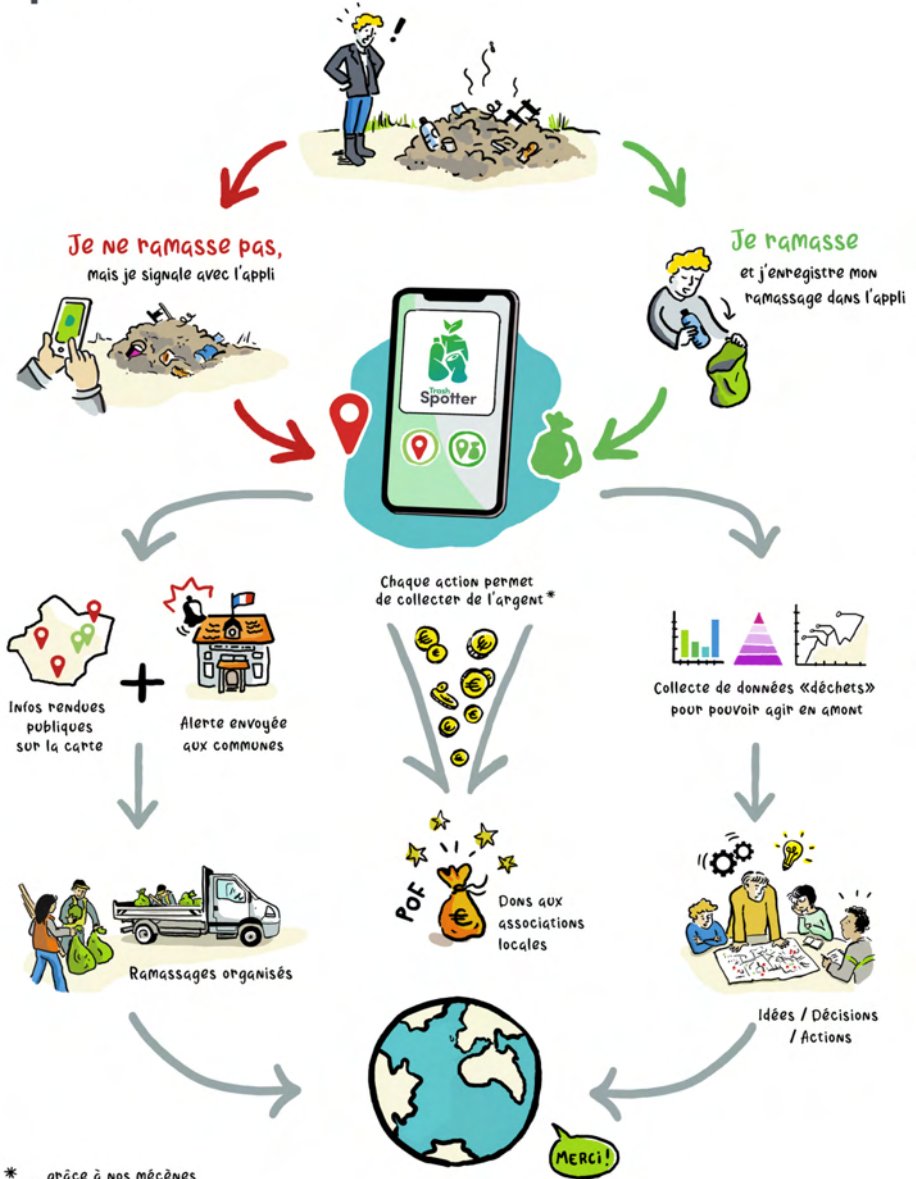 !
Je ne ramasse pas,
mais je signale avec l'appli
Je ramasse
et j'enregistre mon
ramassage dans l'appli
Trash
Spotter
Chaque action permet
de collecter de l'argent*
Infos rendues
publiques
sur la carte
+
Alerte envoyée
aux communes
Collecte de données «déchets»
pour pouvoir agir en amont
POF
Dons aux
associations
locales
Ramassages organisés
Idées / Décisions
/ Actions
MERCI!
* grâce à nos mécènes